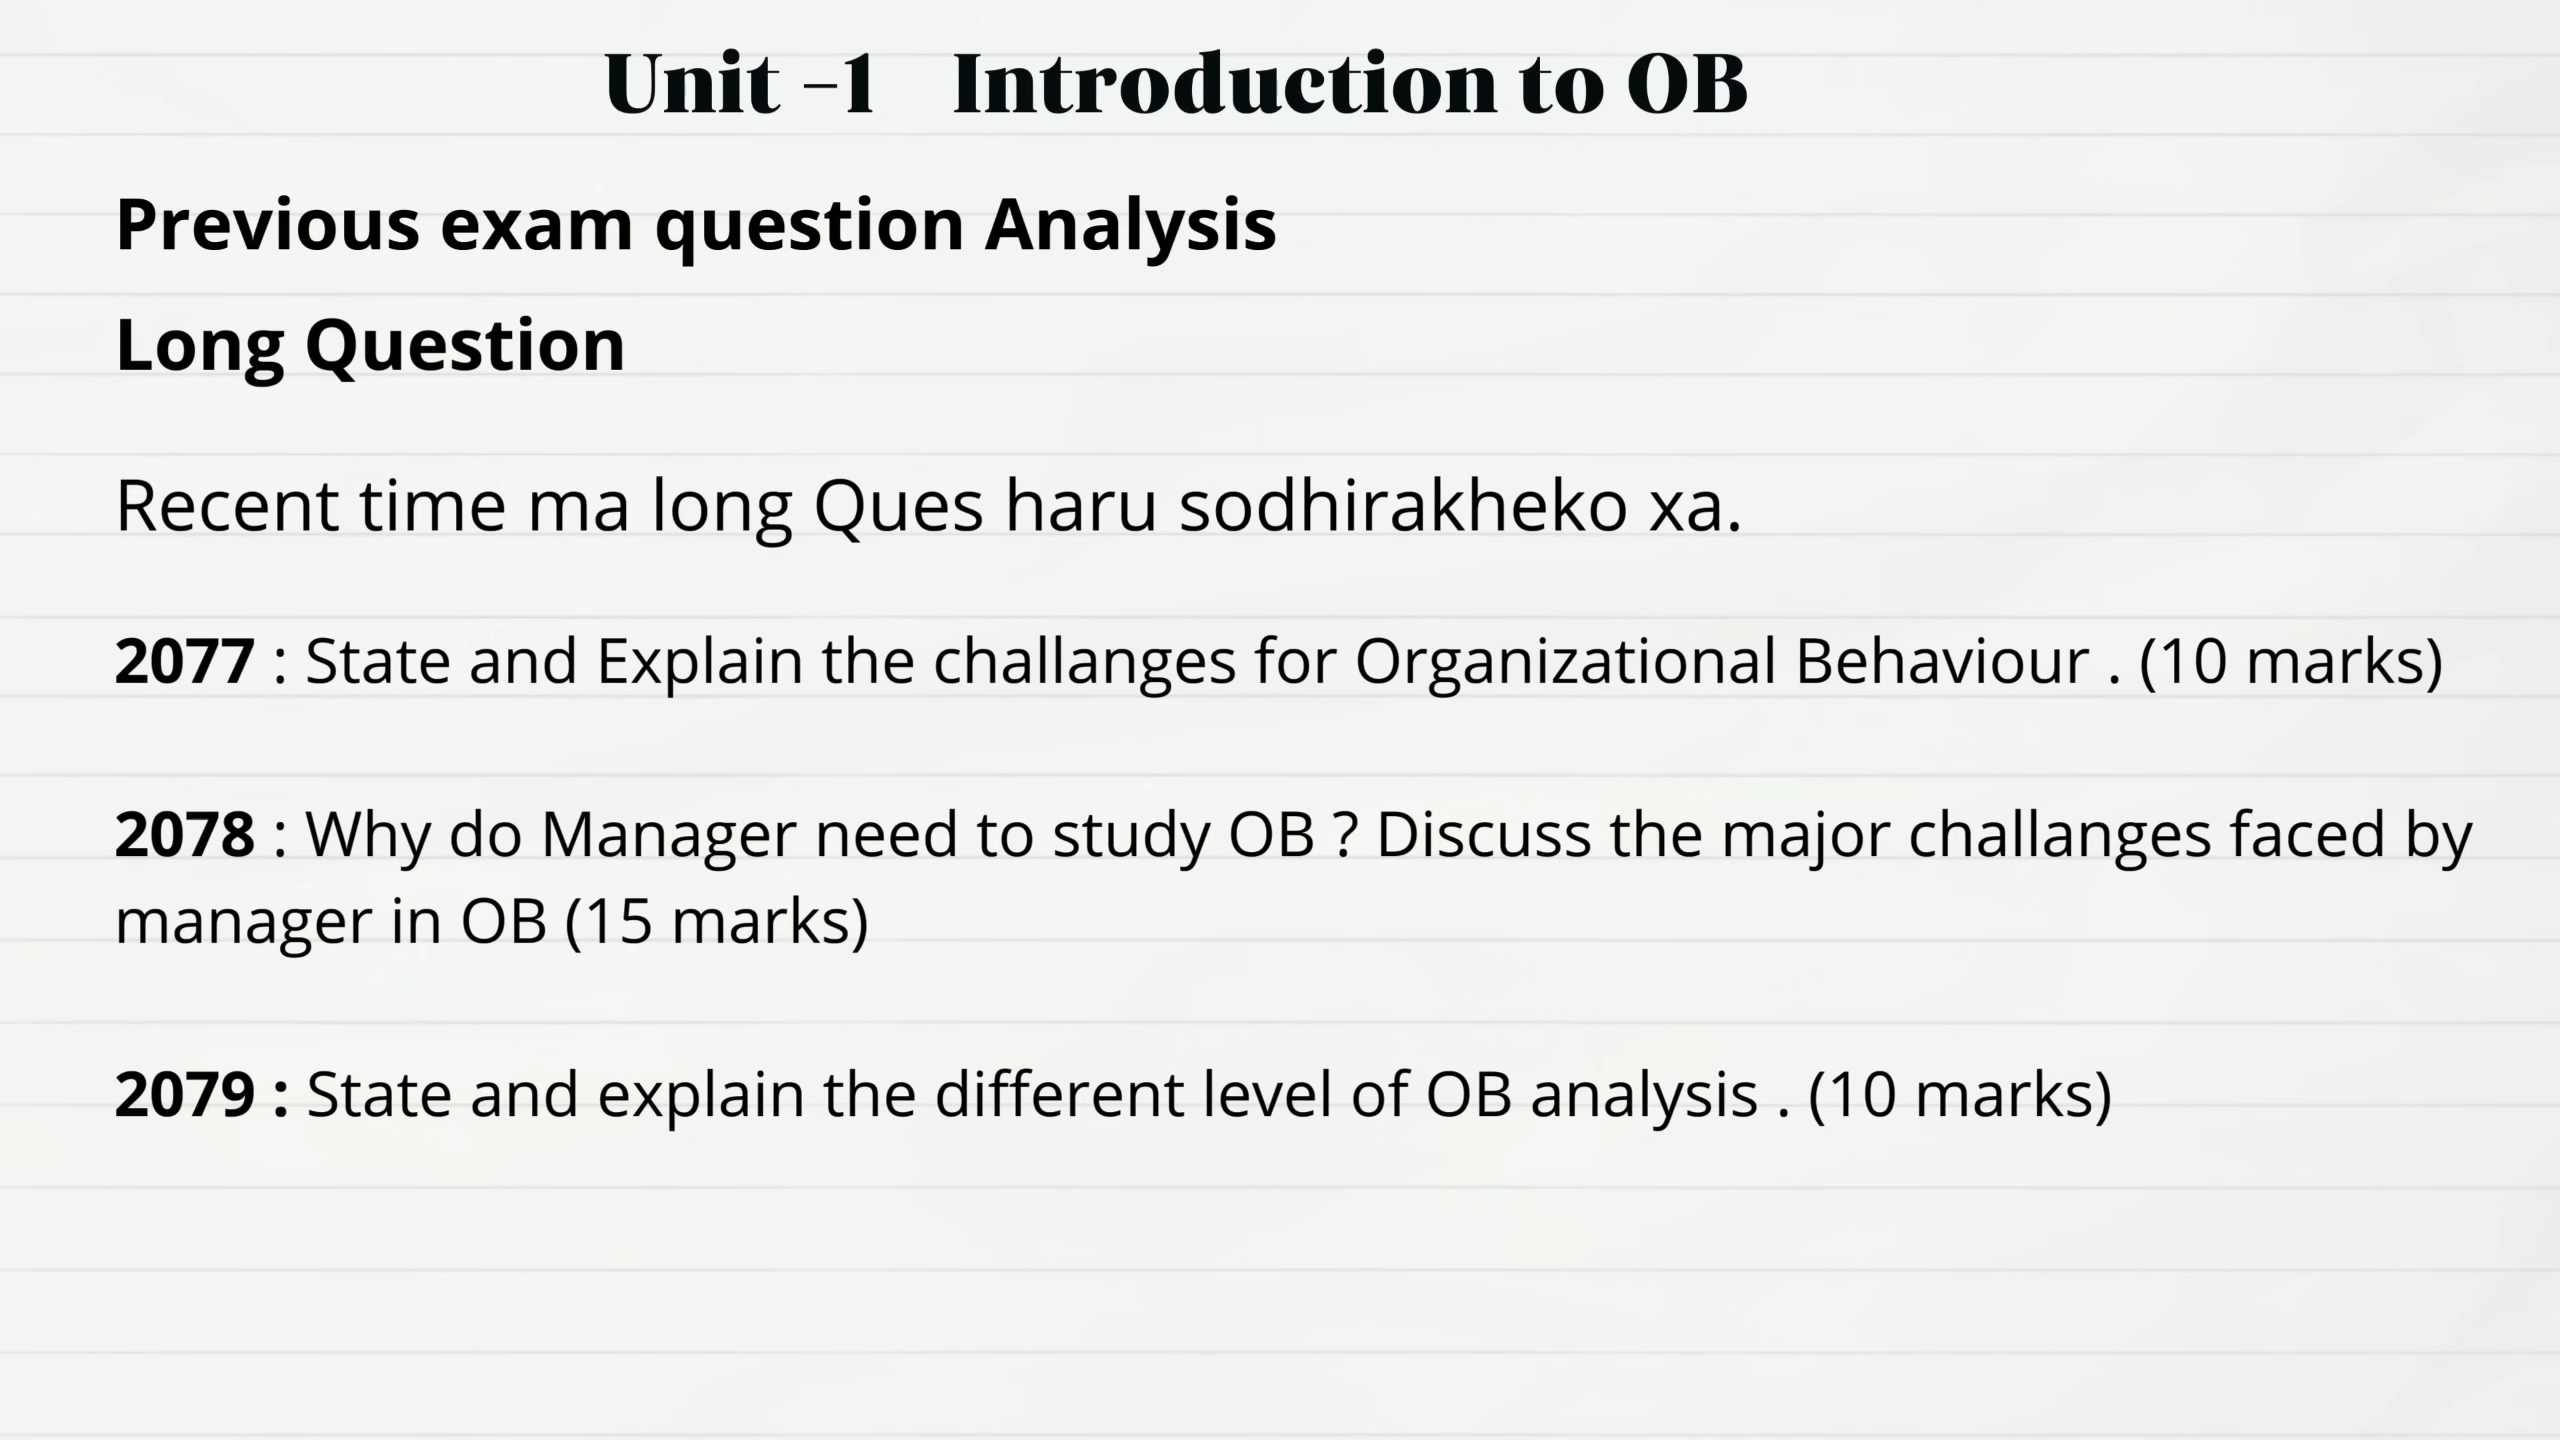 Unit -1 Introduction to OB
Previous exam question Analysis
Long Question
Recent time ma long Ques haru sodhirakheko xa.
2077 : State and Explain the challanges for Organizational Behaviour . (10 marks)
2078 : Why do Manager need to study OB ? Discuss the major challanges faced by
manager in OB (15 marks)
2079 : State and explain the different level of OB analysis . (10 marks)